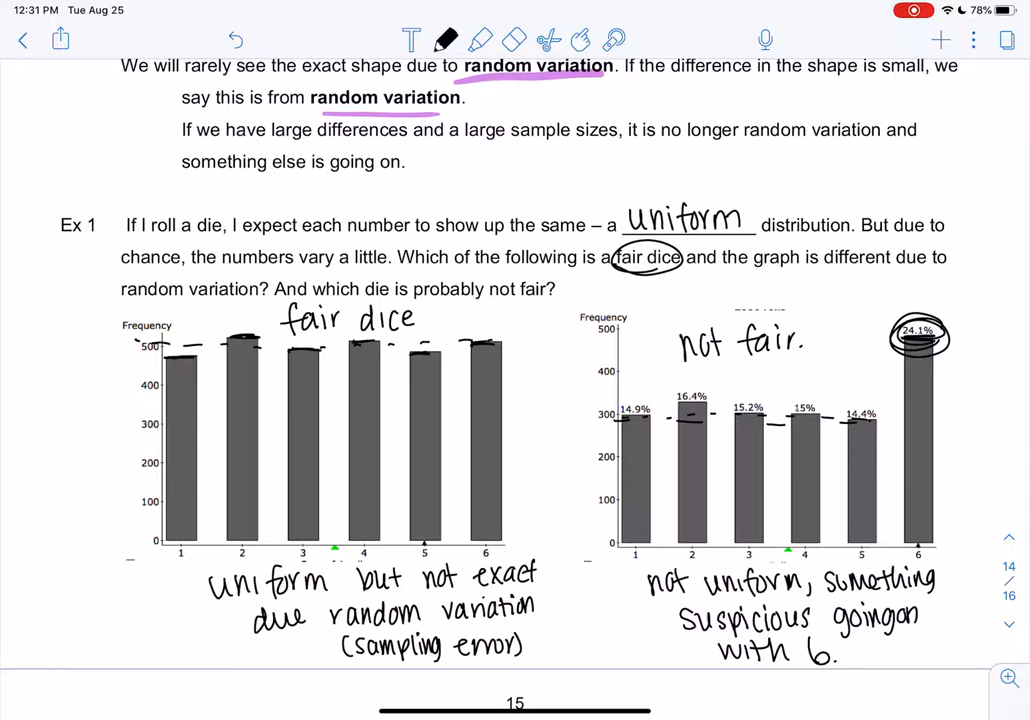 12:31 PM Tue Aug 25
78%
We will rarely see the exact shape due to random variation. If the difference in the shape is small, we
say this is from random variation.
If we have large differences and a large sample sizes, it is no longer random variation and
something else is going on.
Ex 1 If I roll a die, I expect each number to show up the same – a uniform distribution. But due to
chance, the numbers vary a little. Which of the following is a fair dice and the graph is different due to
random variation? And which die is probably not fair?
fair dice
Frequency
500
400
300
200
100
0
1 2 3 4 5 6
uniform but not exact
due random variation
(sampling error)
not fair.
Frequency
500
400
300
200
100
0
14.9% 16.4% 15.2% 15% 14.4% 24.1%
1 2 3 4 5 6
not uniform, something
suspicious going on
with 6.
14
/
16
15